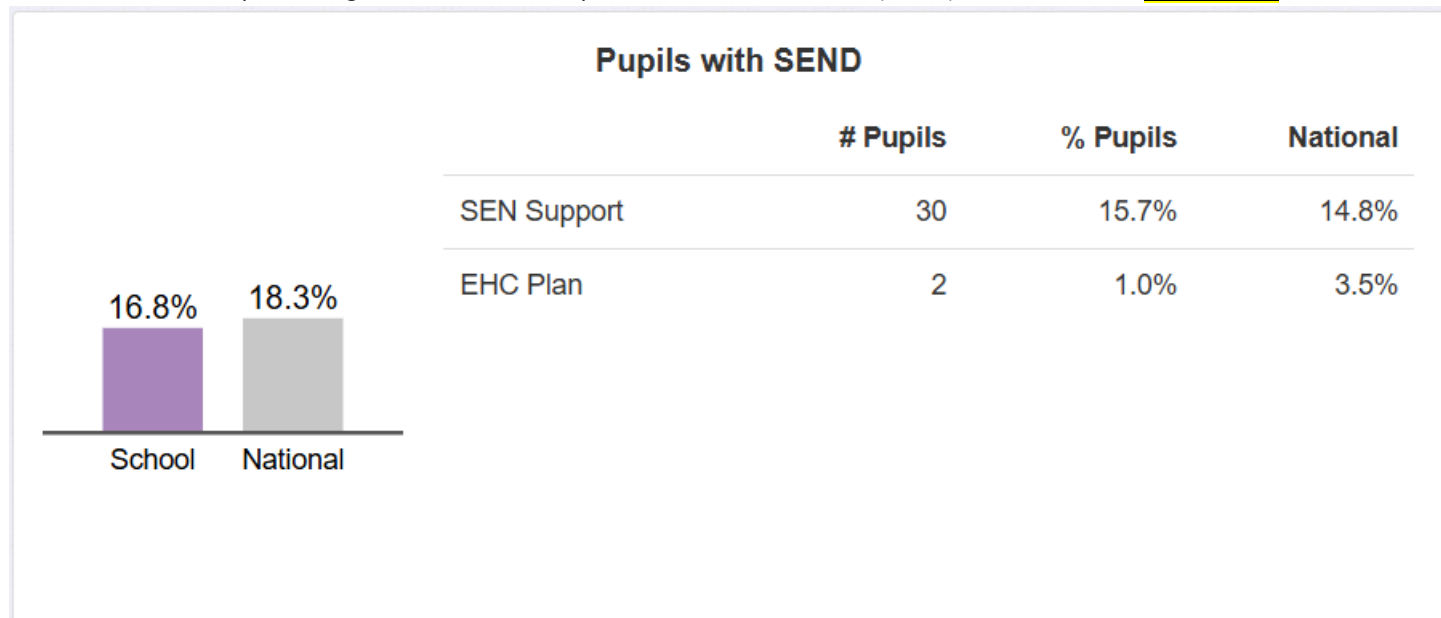 Pupils with SEND
# Pupils % Pupils National
SEN Support 30 15.7% 14.8%
EHC Plan 2 1.0% 3.5%
16.8% 18.3%
School National